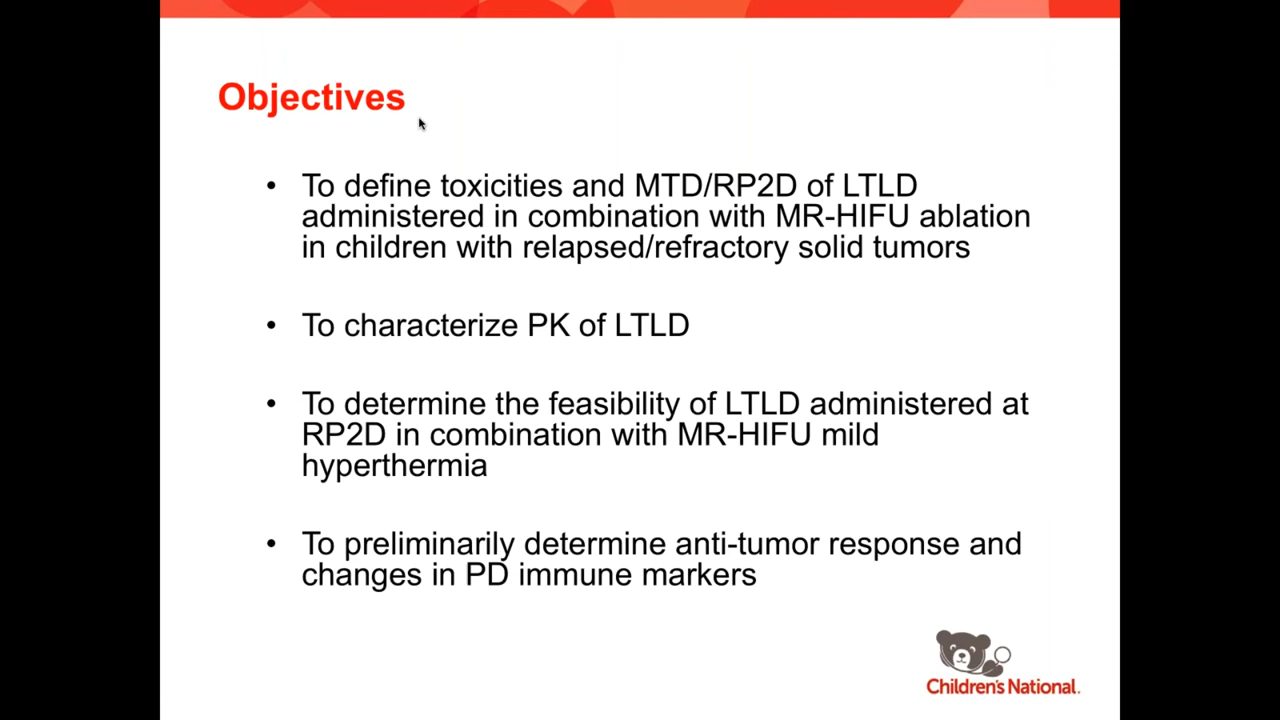 Objectives
• To define toxicities and MTD/RP2D of LTLD
administered in combination with MR-HIFU ablation
in children with relapsed/refractory solid tumors
• To characterize PK of LTLD
• To determine the feasibility of LTLD administered at
RP2D in combination with MR-HIFU mild
hyperthermia
• To preliminarily determine anti-tumor response and
changes in PD immune markers
Children's National.